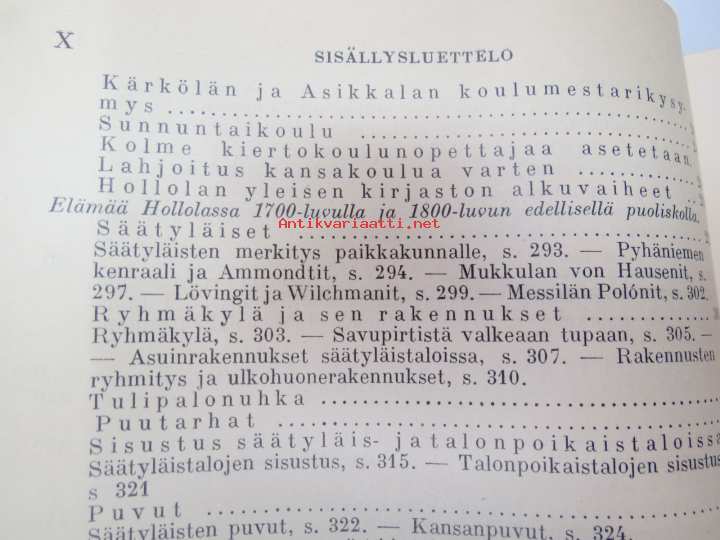 X
SISÄLLYSLUETTELO
Kärkölän ja Asikkalan koulumestarikysy-
mys
Sunnuntaikoulu
Kolme kiertokoulunopettajaa asetetaan
Lahjoitus kansakoulua varten
Hollolan yleisen kirjaston alkuvaiheet
Elämää Hollolassa 1700-luvulla ja 1800-luvun edellisellä puoliskolla.
Antikvariaatti.net
Säätyläiset
Säätyläisten merkitys paikkakunnalle, s. 293. — Pyhäniemen
kenraali ja Ammondtit, s. 294. — Mukkulan von Hausenit, s.
297. — Lövingit ja Wilchmanit, s. 299. — Messilän Polónit, s. 302.
Ryhmäkylä ja sen rakennukset
Ryhmäkylä, s. 303. — Savupirtistä valkeaan tupaan, s. 305. —
— Asuinrakennukset säätyläistaloissa, s. 307. — Rakennusten
ryhmitys ja ulkohuonerakennukset, s. 310.
Tulipalonuhka
Puutarhat
Sisustus säätyläis- ja talonpoikaistaloissa
Säätyläistalojen sisustus, s. 315. — Talonpoikaistalojen sisustus
s 321
Puvut
Säätyläisten puvut, s. 322. — Kansanpuvut, s. 324.